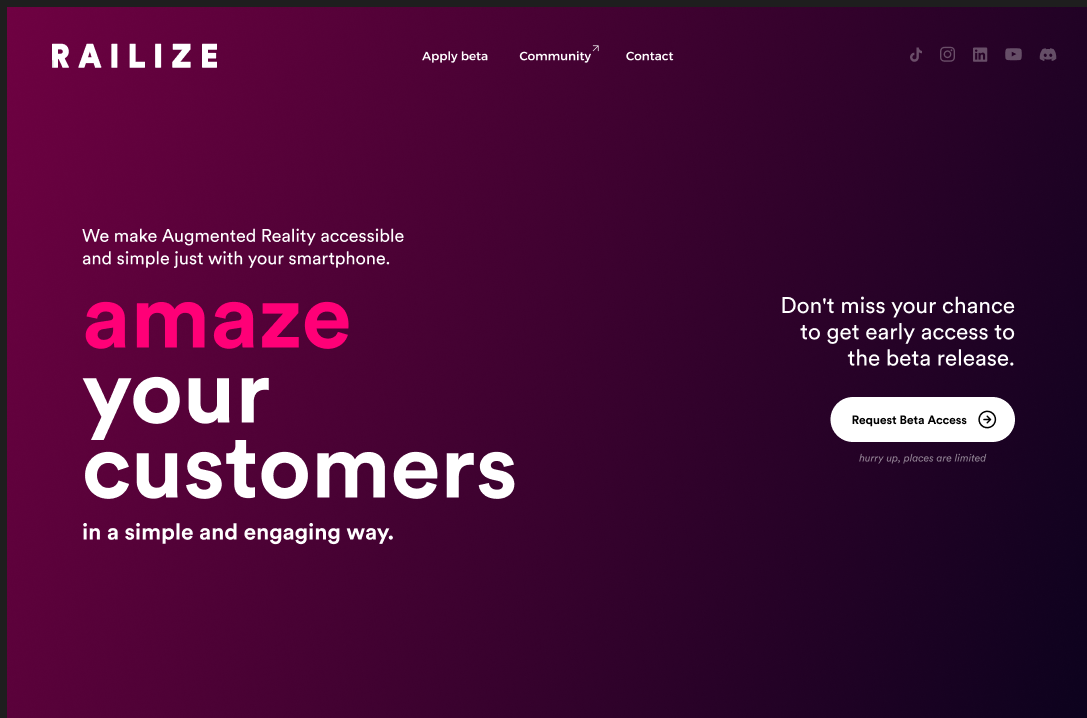 RAILIZE
Apply beta
Community
Contact
We make Augmented Reality accessible
and simple just with your smartphone.
amaze
your
customers
in a simple and engaging way.
Don't miss your chance
to get early access to
the beta release.
Request Beta Access
hurry up, places are limited